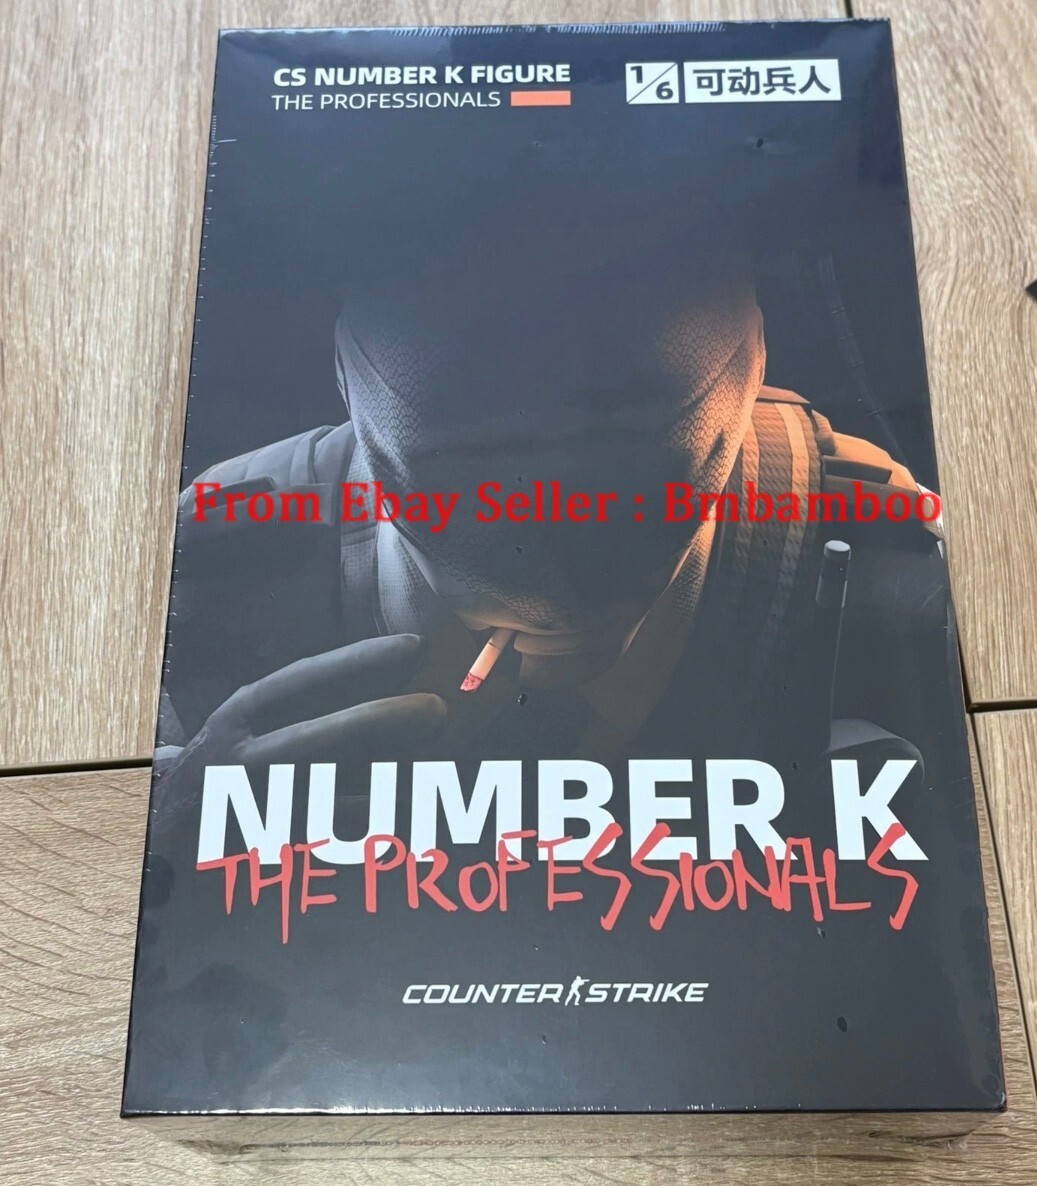 CS NUMBER K FIGURE
THE PROFESSIONALS
1/6 可动兵人
From Ebay Seller : Bmbamboo
NUMBER K
THE PROFESSIONALS
COUNTER STRIKE